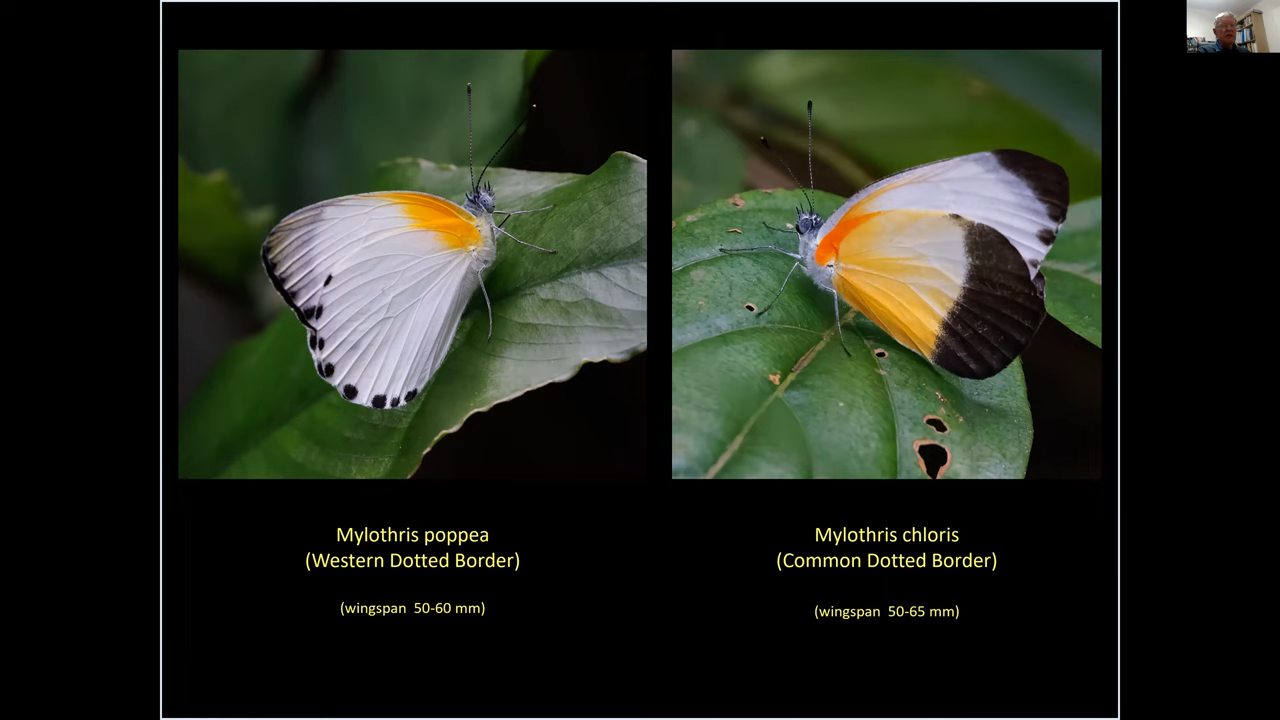 Mylothris poppea
(Western Dotted Border)
(wingspan  50-60 mm)
Mylothris chloris
(Common Dotted Border)
(wingspan  50-65 mm)